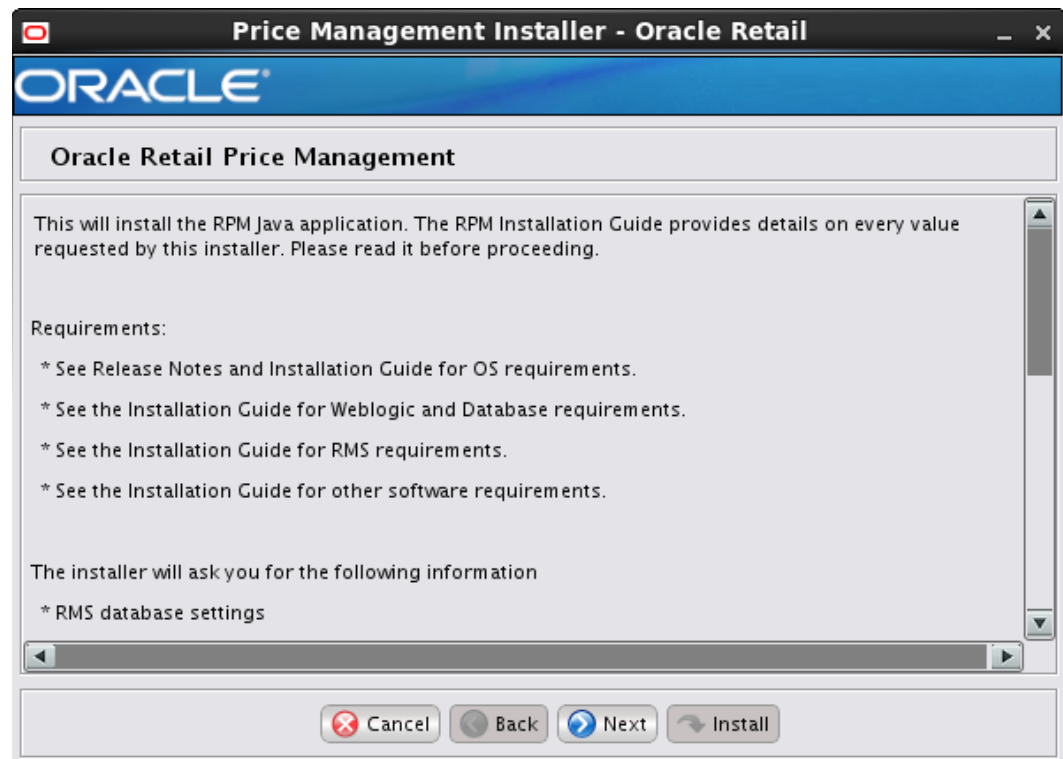 Price Management Installer - Oracle Retail
ORACLE
Oracle Retail Price Management
This will install the RPM Java application. The RPM Installation Guide provides details on every value
requested by this installer. Please read it before proceeding.
Requirements:
* See Release Notes and Installation Guide for OS requirements.
* See the Installation Guide for Weblogic and Database requirements.
* See the Installation Guide for RMS requirements.
* See the Installation Guide for other software requirements.
The installer will ask you for the following information
* RMS database settings
Cancel Back Next Install